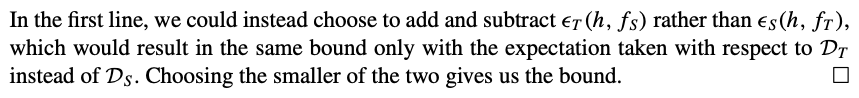 In the first line, we could instead choose to add and subtract ϵ_T(h, f_S) rather than ϵ_S(h, f_T),
which would result in the same bound only with the expectation taken with respect to 𝒟_T
instead of 𝒟_S. Choosing the smaller of the two gives us the bound. □